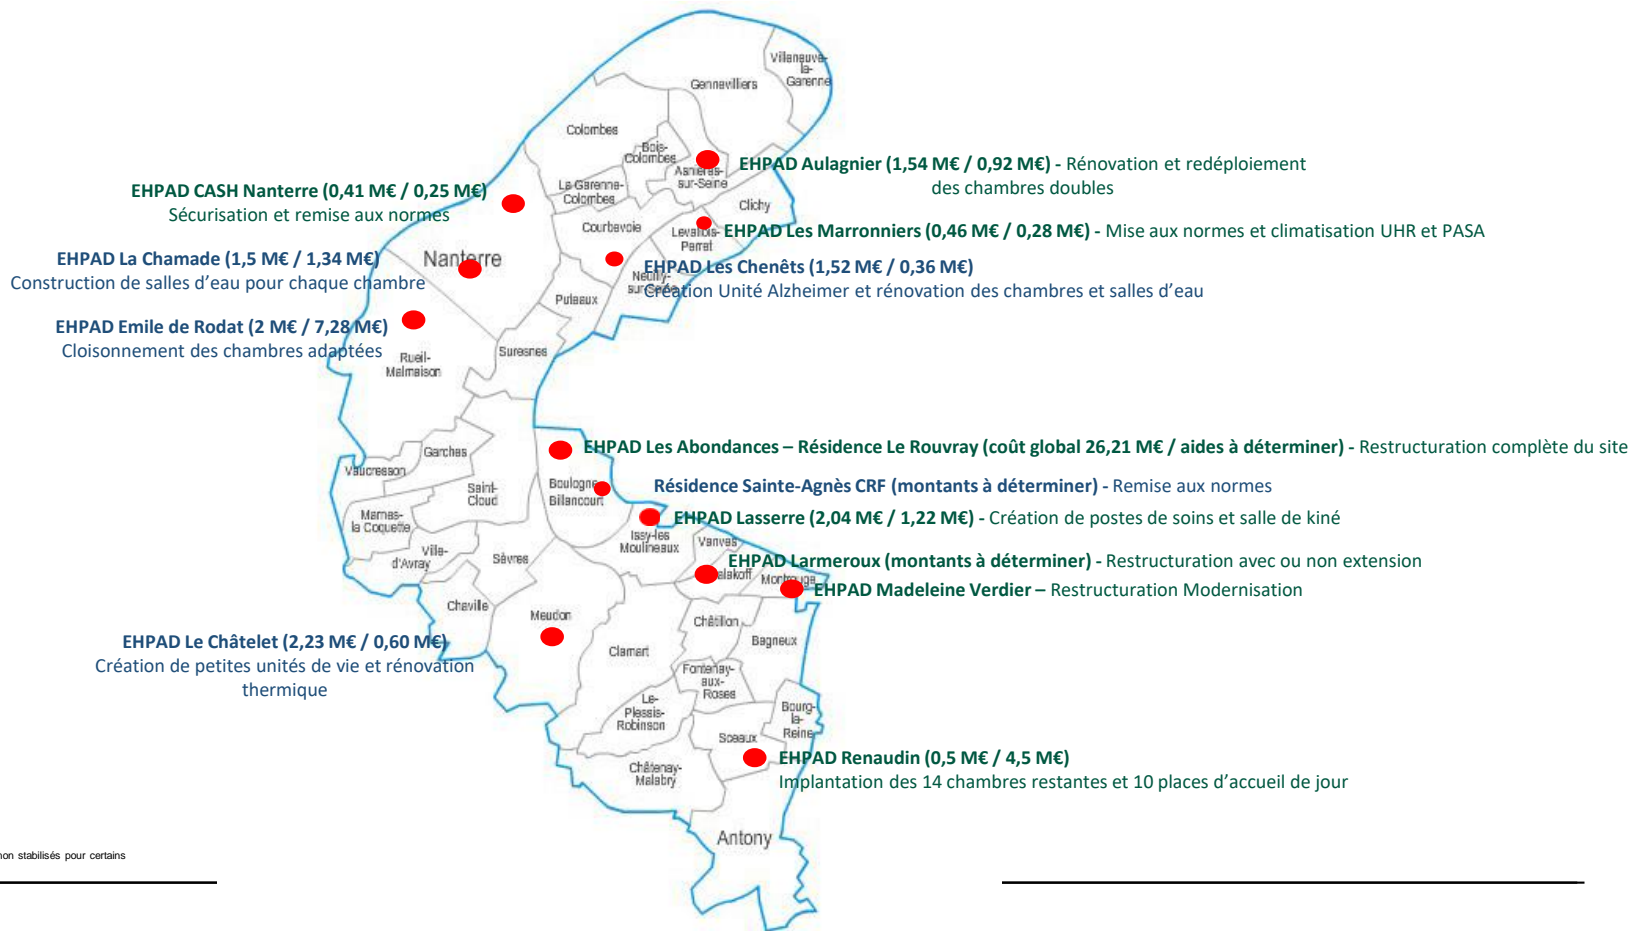 Villeneuve-
la-
Garenne
Gennevilliers
Colombes
Bois-
Colombes
Asnières-
sur-Seine
EHPAD Aulagnier (1,54 M€ / 0,92 M€) - Rénovation et redéploiement
des chambres doubles
EHPAD CASH Nanterre (0,41 M€ / 0,25 M€)
Sécurisation et remise aux normes
La Garenne-
Colombes
Clichy
Courbevoie
Levallois-
Perret
EHPAD Les Marronniers (0,46 M€ / 0,28 M€) - Mise aux normes et climatisation UHR et PASA
EHPAD La Chamade (1,5 M€ / 1,34 M€)
Construction de salles d’eau pour chaque chambre
Nanterre
EHPAD Les Chenêts (1,52 M€ / 0,36 M€)
Création Unité Alzheimer et rénovation des chambres et salles d’eau
Neuilly-
sur-Seine
Puteaux
EHPAD Emile de Rodat (2 M€ / 7,28 M€)
Cloisonnement des chambres adaptées
Rueil-
Malmaison
Suresnes
EHPAD Les Abondances – Résidence Le Rouvray (coût global 26,21 M€ / aides à déterminer) - Restructuration complète du site
Garches
Vaucresson
Saint-
Cloud
Boulogne
Billancourt
Résidence Sainte-Agnès CRF (montants à déterminer) - Remise aux normes
Marnes-
la Coquette
EHPAD Lasserre (2,04 M€ / 1,22 M€) - Création de postes de soins et salle de kiné
Issy-les
Moulineaux
Vanves
Ville-
d'Avray
Sèvres
EHPAD Larmeroux (montants à déterminer) - Restructuration avec ou non extension
Malakoff
Montrouge
EHPAD Madeleine Verdier – Restructuration Modernisation
Chaville
Meudon
Châtillon
Bagneux
EHPAD Le Châtelet (2,23 M€ / 0,60 M€)
Création de petites unités de vie et rénovation
thermique
Clamart
Fontenay-
aux-
Roses
Le-
Plessis-
Robinson
Bourg-
la-
Reine
Sceaux
EHPAD Renaudin (0,5 M€ / 4,5 M€)
Implantation des 14 chambres restantes et 10 places d’accueil de jour
Châtenay-
Malabry
Antony
non stabilisés pour certains